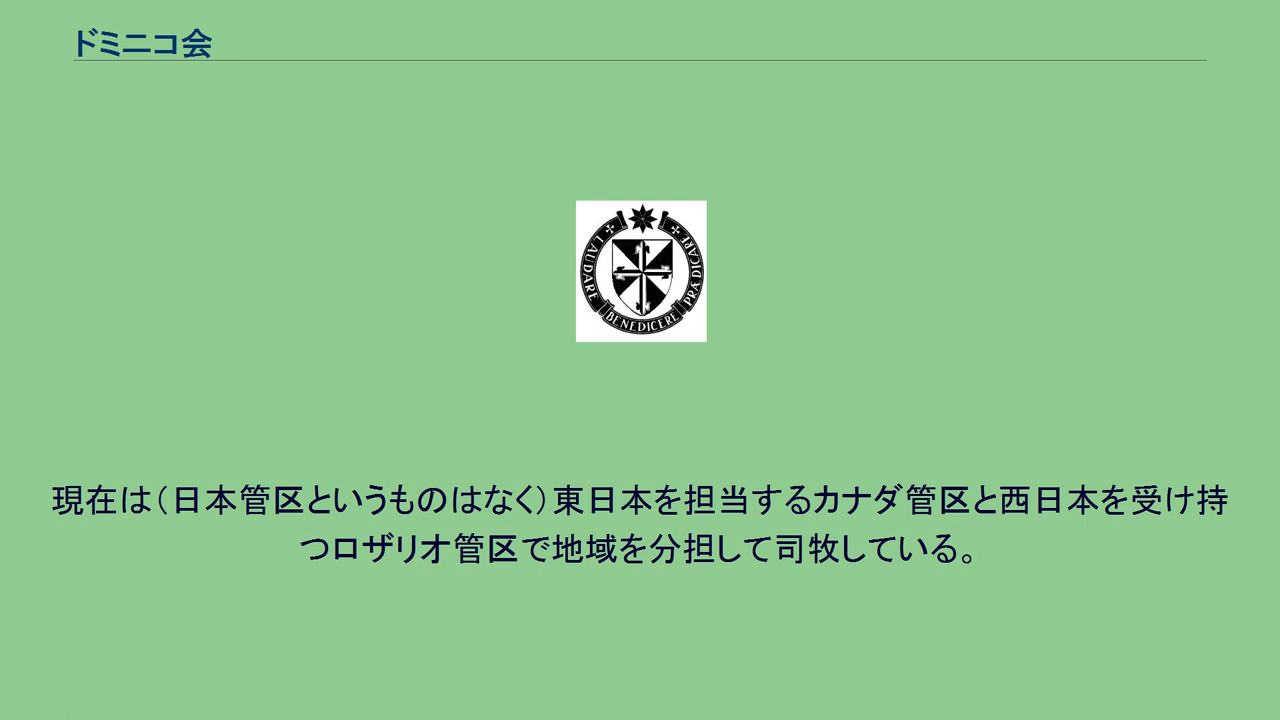 ドミニコ会
LAUDARE
BENEDICERE
PRÆDICARE
現在は（日本管区というものはなく）東日本を担当するカナダ管区と西日本を受け持
つロザリオ管区で地域を分担して司牧している。